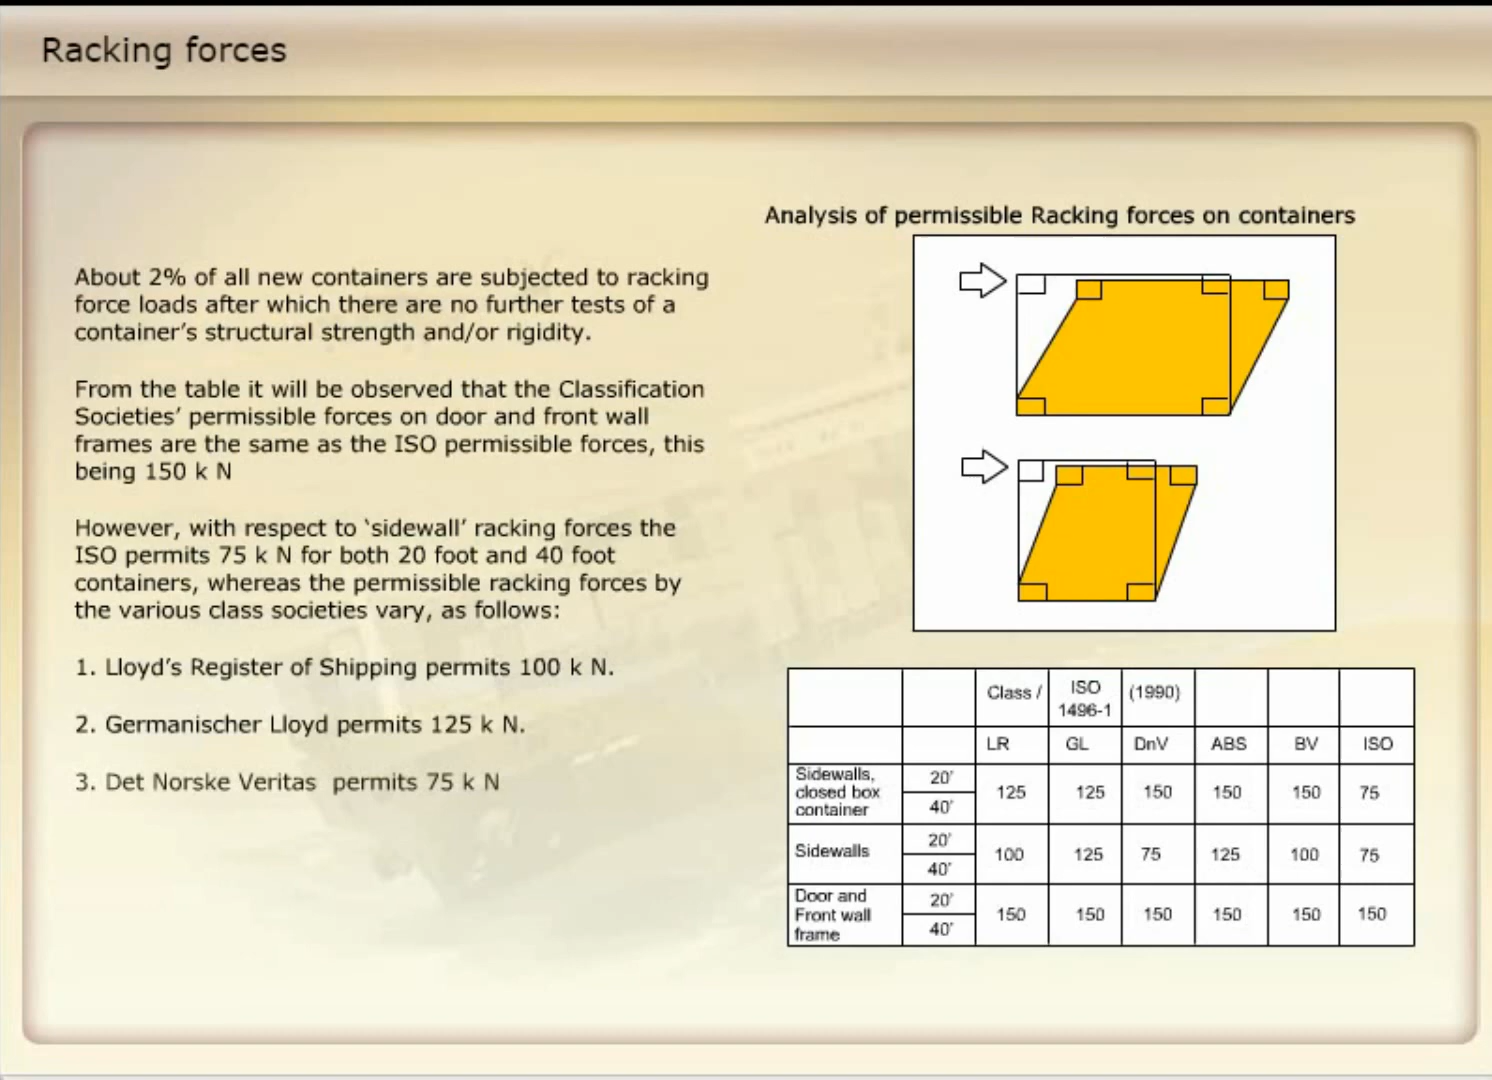 Racking forces
About 2% of all new containers are subjected to racking
force loads after which there are no further tests of a
container's structural strength and/or rigidity.
From the table it will be observed that the Classification
Societies' permissible forces on door and front wall
frames are the same as the ISO permissible forces, this
being 150 k N
However, with respect to 'sidewall' racking forces the
ISO permits 75 k N for both 20 foot and 40 foot
containers, whereas the permissible racking forces by
the various class societies vary, as follows:
1. Lloyd's Register of Shipping permits 100 k N.
2. Germanischer Lloyd permits 125 k N.
3. Det Norske Veritas  permits 75 k N
Analysis of permissible Racking forces on containers
Class / ISO 1496-1 (1990)
LR GL DnV ABS BV ISO
Sidewalls, closed box container 20' 40' 125 125 150 150 150 75
Sidewalls 20' 40' 100 125 75 125 100 75
Door and Front wall frame 20' 40' 150 150 150 150 150 150